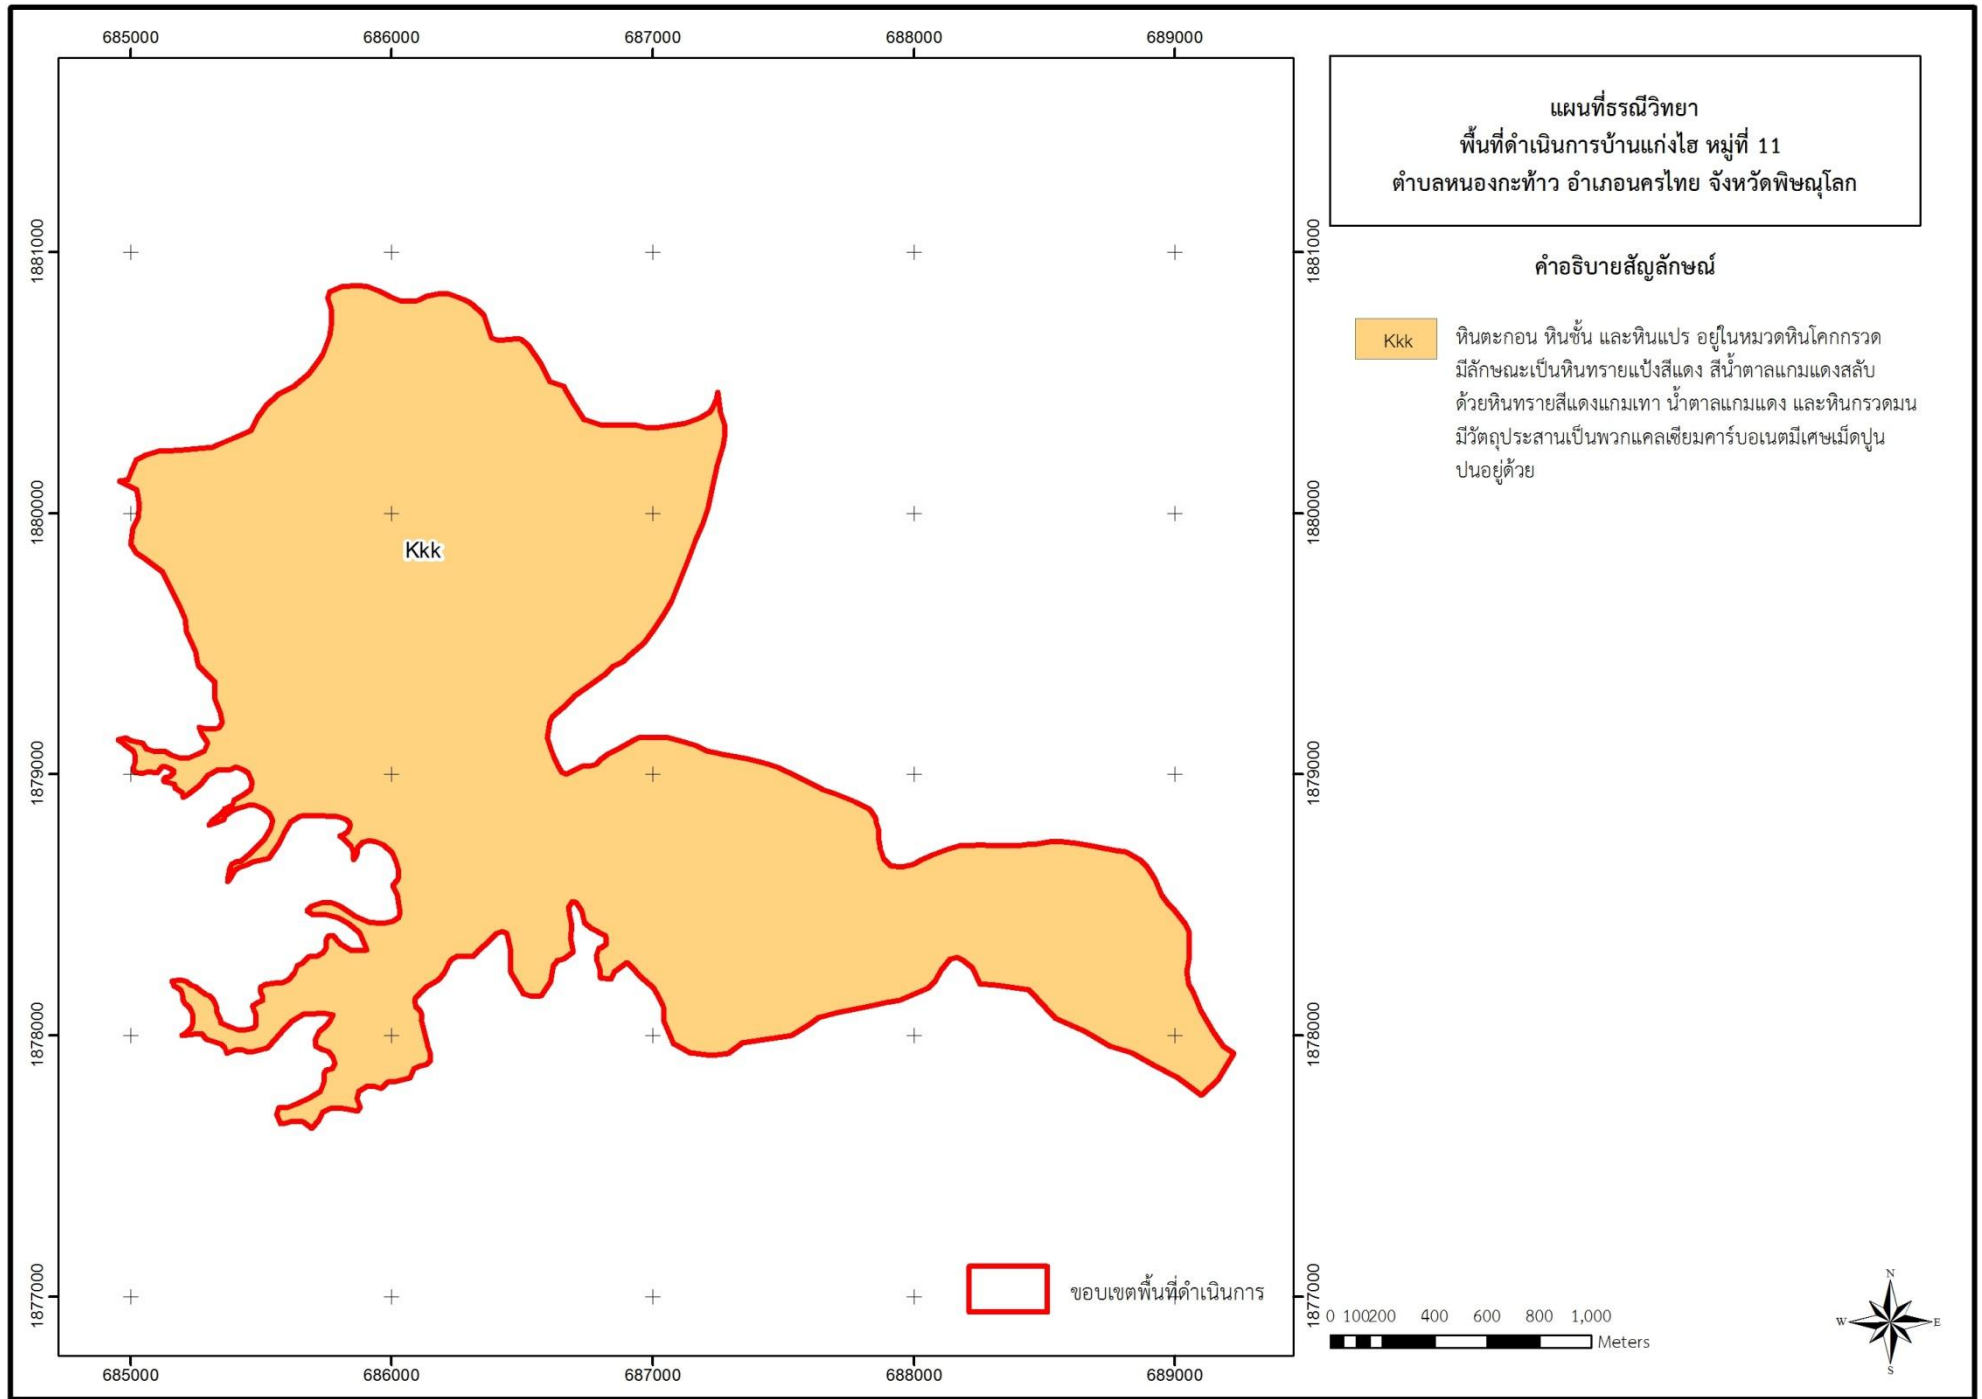 685000 686000 687000 688000 689000
แผนที่ธรณีวิทยา
พื้นที่ดำเนินการบ้านแก่งไฮ หมู่ที่ 11
ตำบลหนองกะท้าว อำเภอนครไทย จังหวัดพิษณุโลก
คำอธิบายสัญลักษณ์
Kkk
หินตะกอน หินชั้น และหินแปร อยู่ในหมวดหินโคกกรวด
มีลักษณะเป็นหินทรายแป้งสีแดง สีน้ำตาลแกมแดงสลับ
ด้วยหินทรายสีแดงแกมเทา น้ำตาลแกมแดง และหินกรวดมน
มีวัตถุประสานเป็นพวกแคลเซียมคาร์บอเนตมีเศษเม็ดปูน
ปนอยู่ด้วย
1881000 1881000
1880000 1880000
Kkk
1879000 1879000
1878000 1878000
1877000 1877000
ขอบเขตพื้นที่ดำเนินการ
0 100200 400 600 800 1,000
Meters
N
W E
S
685000 686000 687000 688000 689000